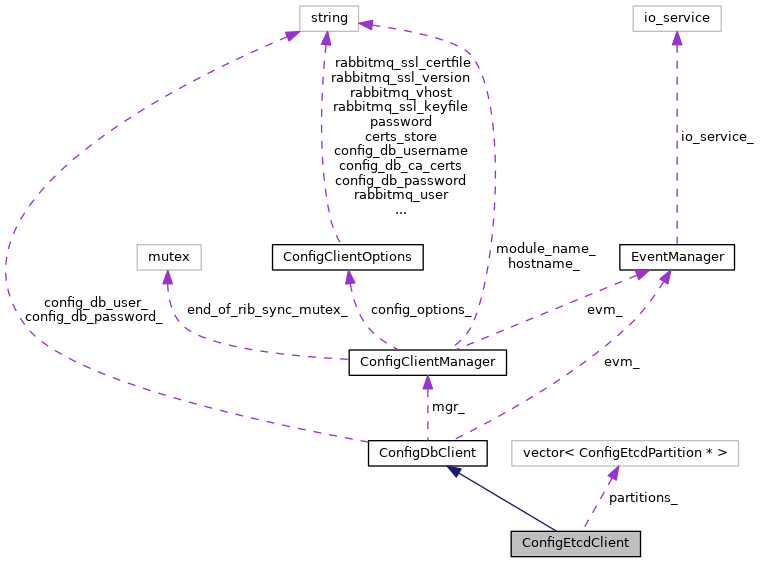 string
io_service
rabbitmq_ssl_certfile
rabbitmq_ssl_version
rabbitmq_vhost
rabbitmq_ssl_keyfile
password
certs_store
config_db_username
config_db_ca_certs
config_db_password
rabbitmq_user
...
io_service_
mutex
ConfigClientOptions
module_name_
hostname_
EventManager
config_db_user_
config_db_password_
end_of_rib_sync_mutex_
config_options_
evm_
ConfigClientManager
evm_
mgr_
ConfigDbClient
vector< ConfigEtcdPartition * >
partitions_
ConfigEtcdClient